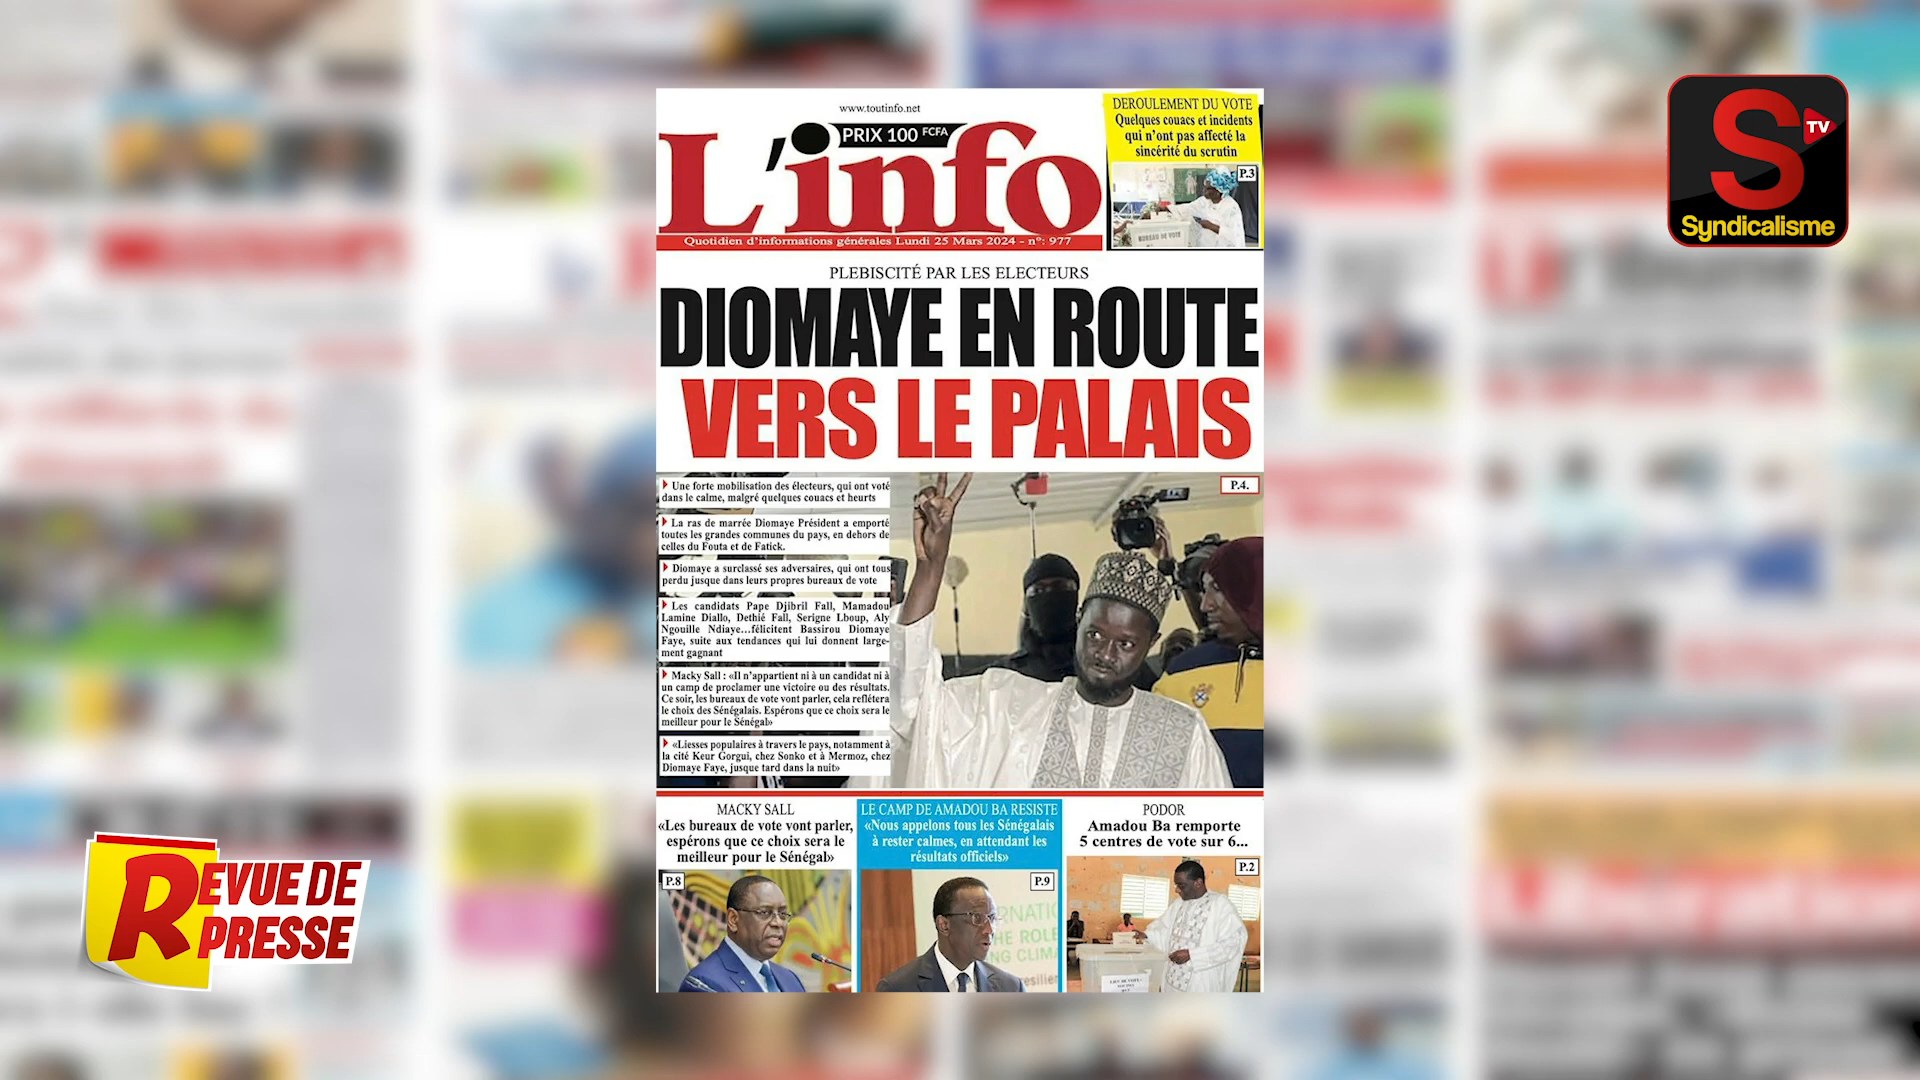 www.toutinfo.net
PRIX 100 FCFA
L'info
Quotidien d'informations générales Lundi 25 Mars 2024 - n°: 977
DEROULEMENT DU VOTE
Quelques couacs et incidents
qui n'ont pas affecté la
sincérité du scrutin
P.3
BUREAU DE VOTE
S TV
Syndicalisme
PLEBISCITÉ PAR LES ELECTEURS
DIOMAYE EN ROUTE
VERS LE PALAIS
P.4.
Une forte mobilisation des électeurs, qui ont voté
dans le calme, malgré quelques couacs et heurts
La ras de marrée Diomaye Président a emporté
toutes les grandes communes du pays, en dehors de
celles du Fouta et de Fatick.
Diomaye a surclassé ses adversaires, qui ont tous
perdu jusque dans leurs propres bureaux de vote
Les candidats Pape Djibril Fall, Mamadou
Lamine Diallo, Dethié Fall, Serigne Lboup, Aly
Ngouille Ndiaye...félicitent Bassirou Diomaye
Faye, suite aux tendances qui lui donnent large-
ment gagnant
Macky Sall : «Il n'appartient ni à un candidat ni à
un camp de proclamer une victoire ou des résultats.
Ce soir, les bureaux de vote vont parler, cela reflétera
le choix des Sénégalais. Espérons que ce choix sera le
meilleur pour le Sénégal»
«Liesses populaires à travers le pays, notamment à
la cité Keur Gorgui, chez Sonko et à Mermoz, chez
Diomaye Faye, jusque tard dans la nuit»
MACKY SALL
«Les bureaux de vote vont parler,
espérons que ce choix sera le
meilleur pour le Sénégal»
P.8
LE CAMP DE AMADOU BA RESISTE
«Nous appelons tous les Sénégalais
à rester calmes, en attendant les
résultats officiels»
P.9
PODOR
Amadou Ba remporte
5 centres de vote sur 6...
P.2
REVUE DE
PRESSE